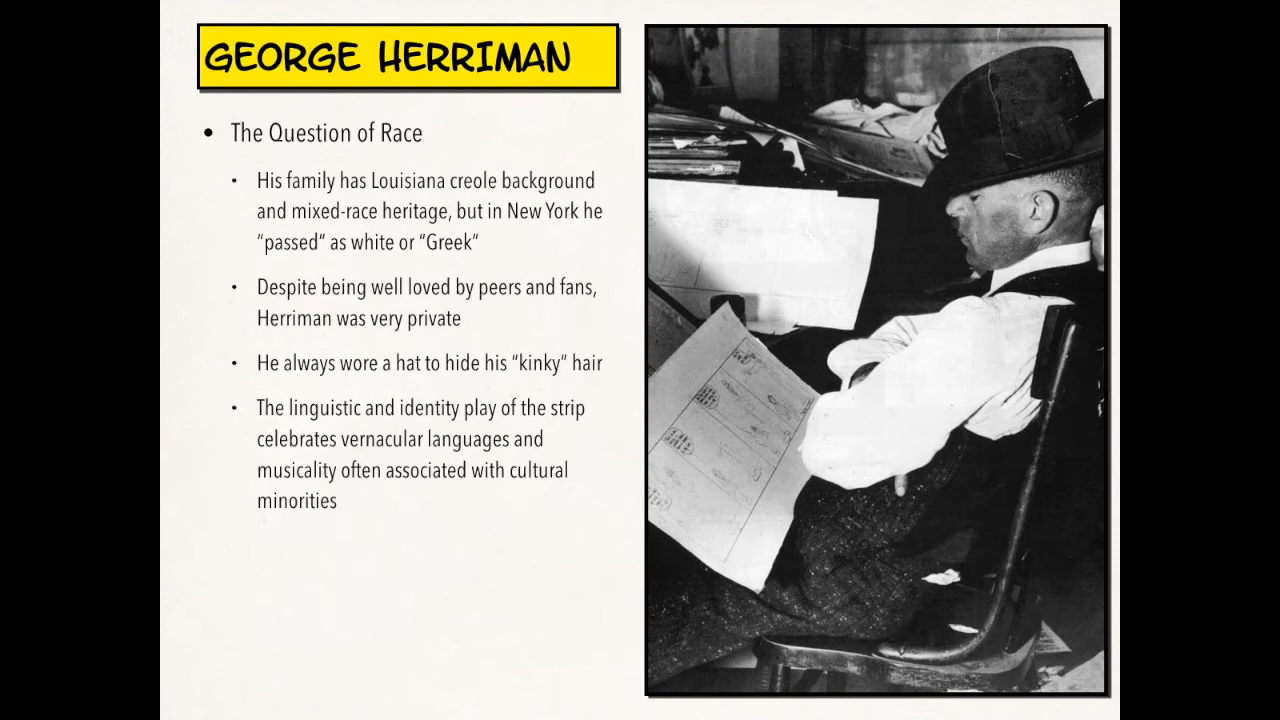 GEORGE HERRIMAN
• The Question of Race
• His family has Louisiana creole background
and mixed-race heritage, but in New York he
"passed" as white or "Greek"
• Despite being well loved by peers and fans,
Herriman was very private
• He always wore a hat to hide his “kinky” hair
• The linguistic and identity play of the strip
celebrates vernacular languages and
musicality often associated with cultural
minorities